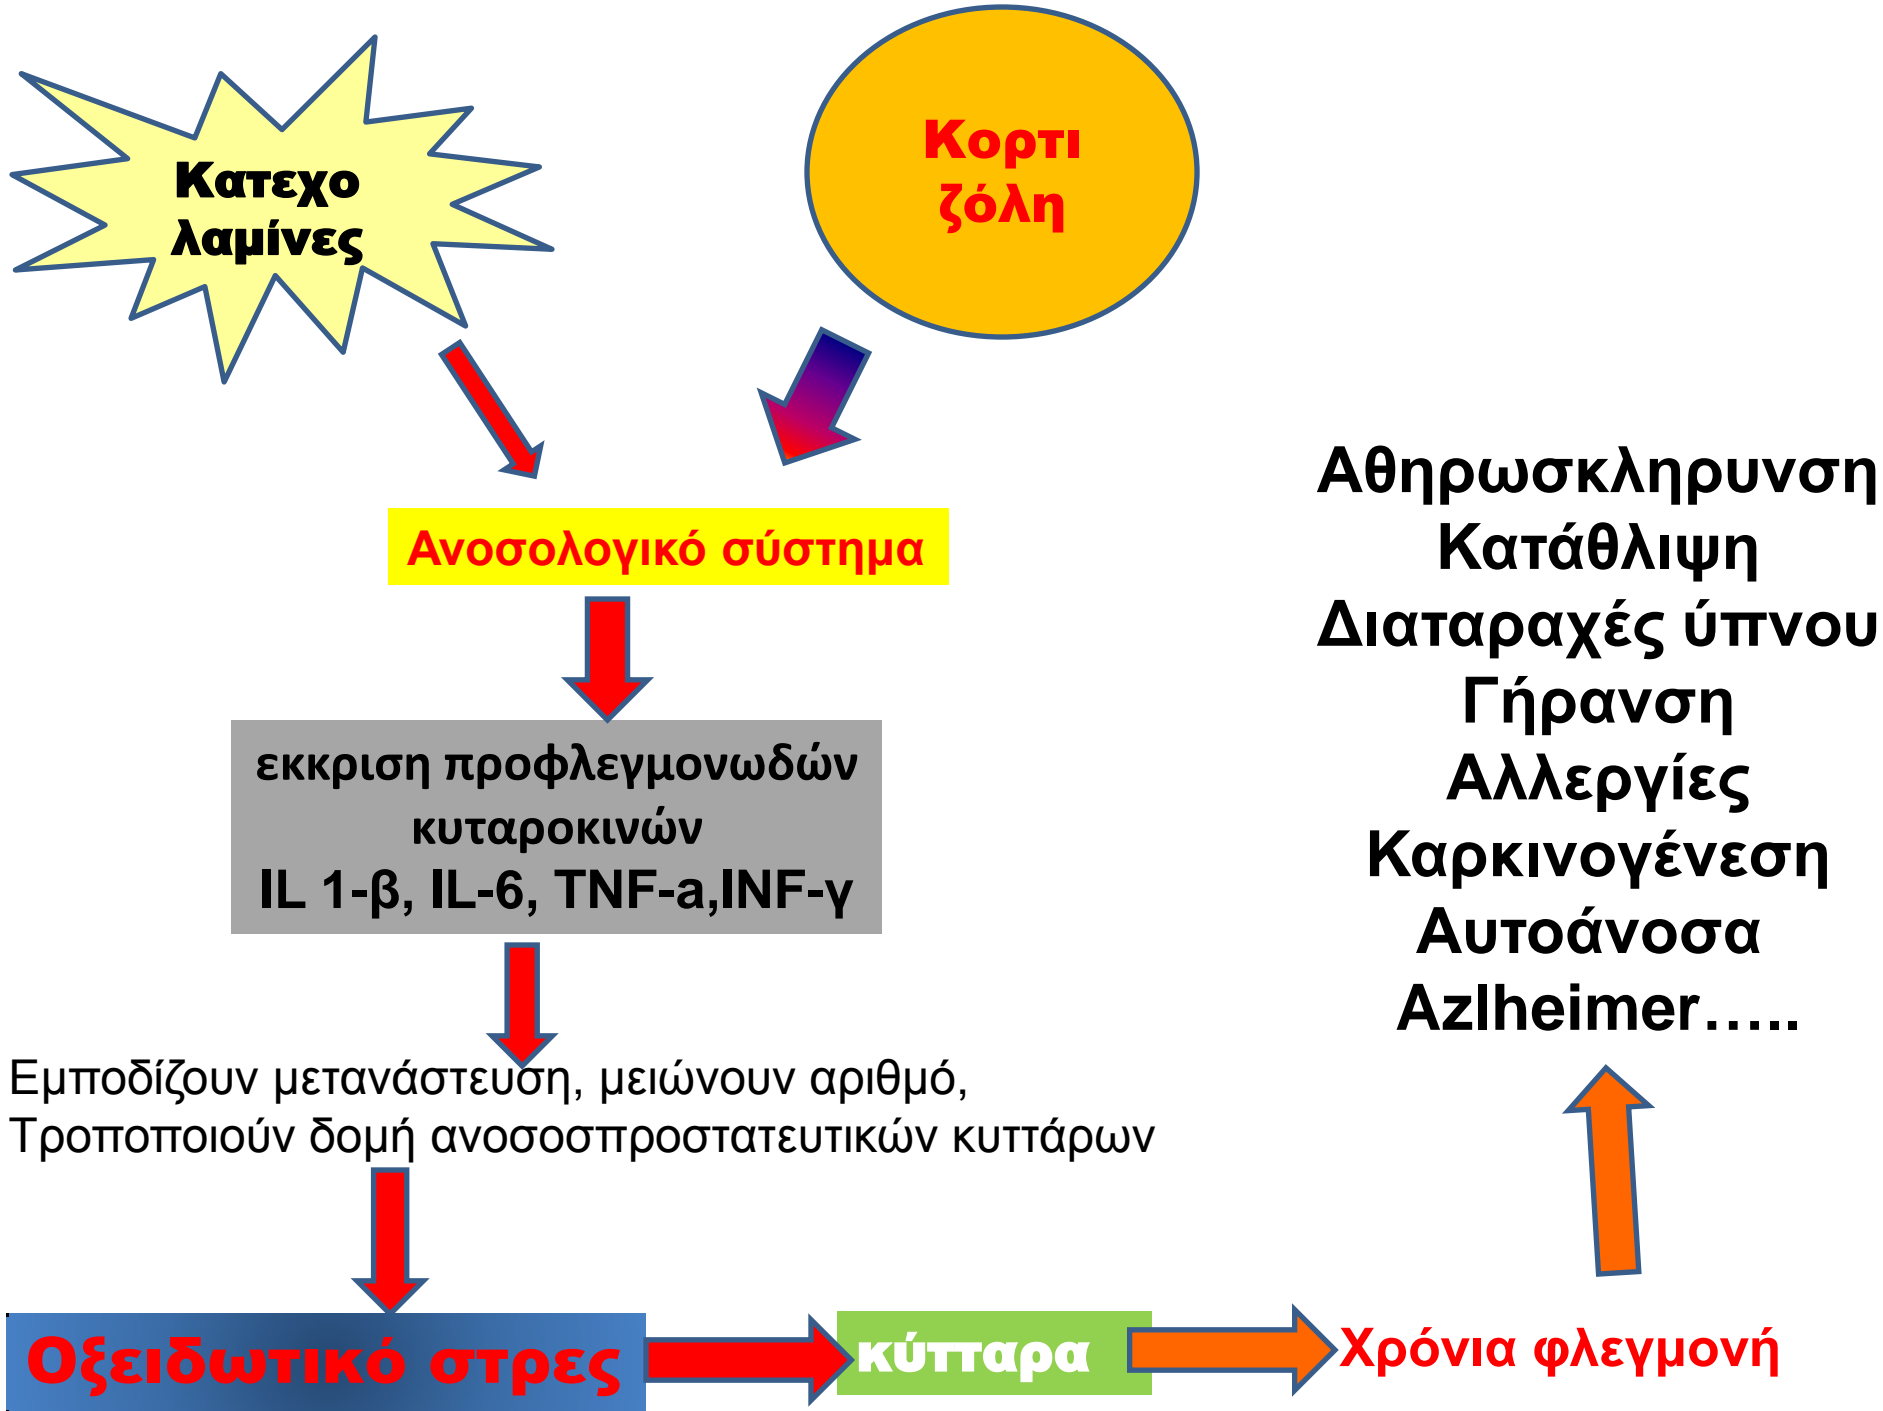 Κατεχο
λαμίνες
Κορτι
ζόλη
Ανοσολογικό σύστημα
εκκριση προφλεγμονωδών
κυταροκινών
IL 1-β, IL-6, TNF-a,INF-γ
Εμποδίζουν μετανάστευση, μειώνουν αριθμό,
Τροποποιούν δομή ανοσοσπροστατευτικών κυττάρων
Οξειδωτικό στρες
κύτταρα
Χρόνια φλεγμονή
Αθηρωσκληρυνση
Κατάθλιψη
Διαταραχές ύπνου
Γήρανση
Αλλεργίες
Καρκινογένεση
Αυτοάνοσα
Azlheimer…..